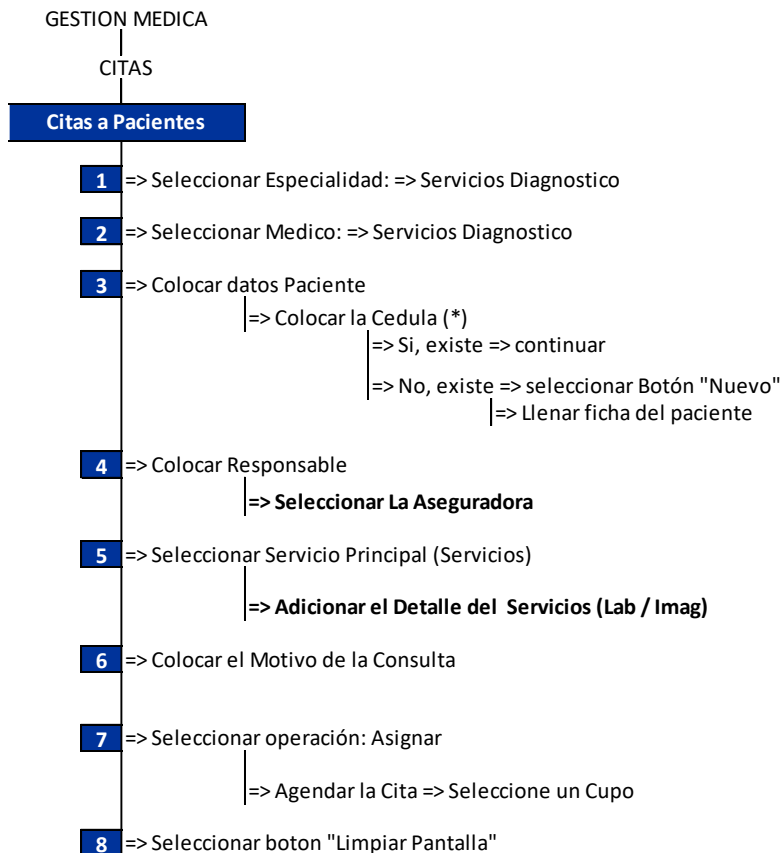 GESTION MEDICA
CITAS
Citas a Pacientes
1 => Seleccionar Especialidad: => Servicios Diagnostico
2 => Seleccionar Medico: => Servicios Diagnostico
3 => Colocar datos Paciente
=> Colocar la Cedula (*)
=> Si, existe => continuar
=> No, existe => seleccionar Botón "Nuevo"
=> Llenar ficha del paciente
4 => Colocar Responsable
=> Seleccionar La Aseguradora
5 => Seleccionar Servicio Principal (Servicios)
=> Adicionar el Detalle del Servicios (Lab / Imag)
6 => Colocar el Motivo de la Consulta
7 => Seleccionar operación: Asignar
=> Agendar la Cita => Seleccione un Cupo
8 => Seleccionar boton "Limpiar Pantalla"